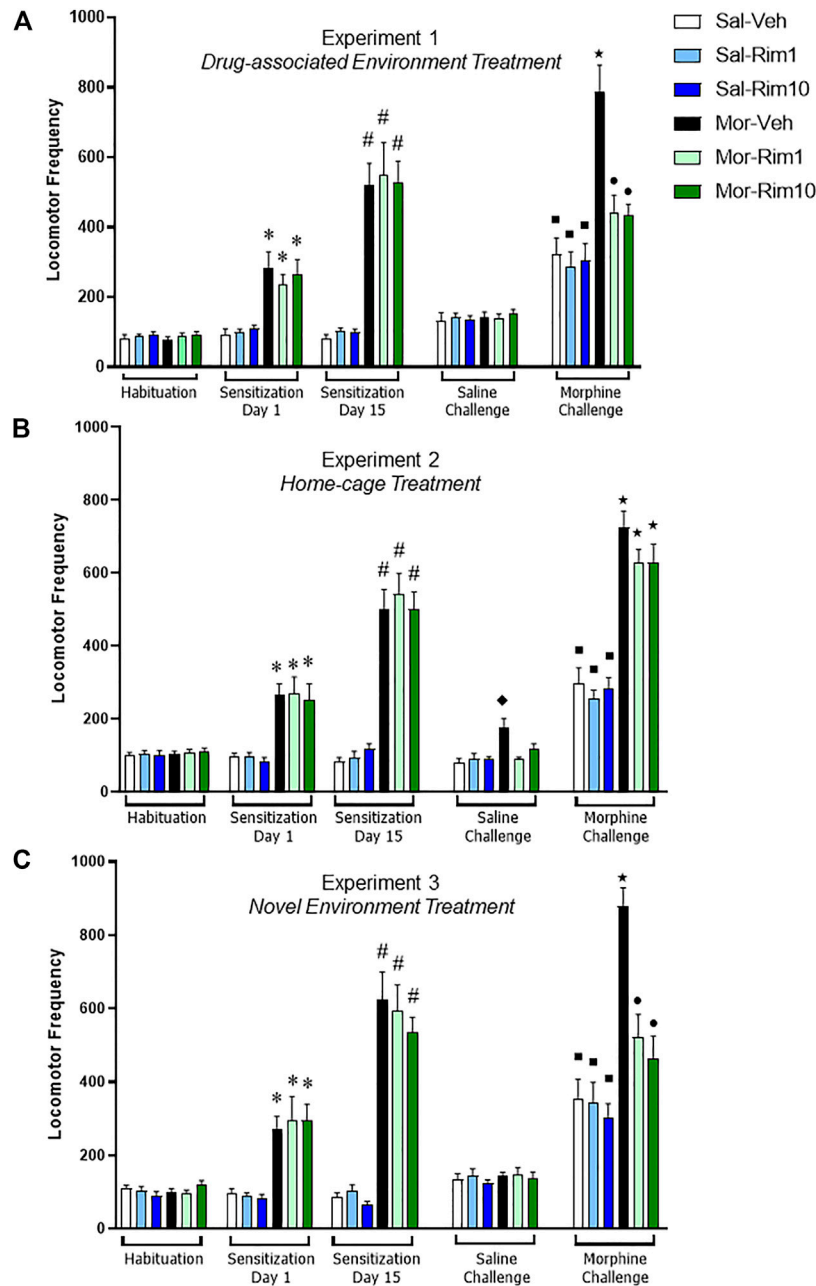 A
Experiment 1
Drug-associated Environment Treatment
Locomotor Frequency
1000
800
600
400
200
0
★
# # #
* * *
■ ■ ■
● ●
Habituation
Sensitization
Day 1
Sensitization
Day 15
Saline
Challenge
Morphine
Challenge
Sal-Veh
Sal-Rim1
Sal-Rim10
Mor-Veh
Mor-Rim1
Mor-Rim10
B
Experiment 2
Home-cage Treatment
Locomotor Frequency
1000
800
600
400
200
0
* * *
# # #
◆
■ ■ ■
★ ★ ★
Habituation
Sensitization
Day 1
Sensitization
Day 15
Saline
Challenge
Morphine
Challenge
C
Experiment 3
Novel Environment Treatment
Locomotor Frequency
1000
800
600
400
200
0
* * *
# # #
■ ■ ■
★
● ●
Habituation
Sensitization
Day 1
Sensitization
Day 15
Saline
Challenge
Morphine
Challenge